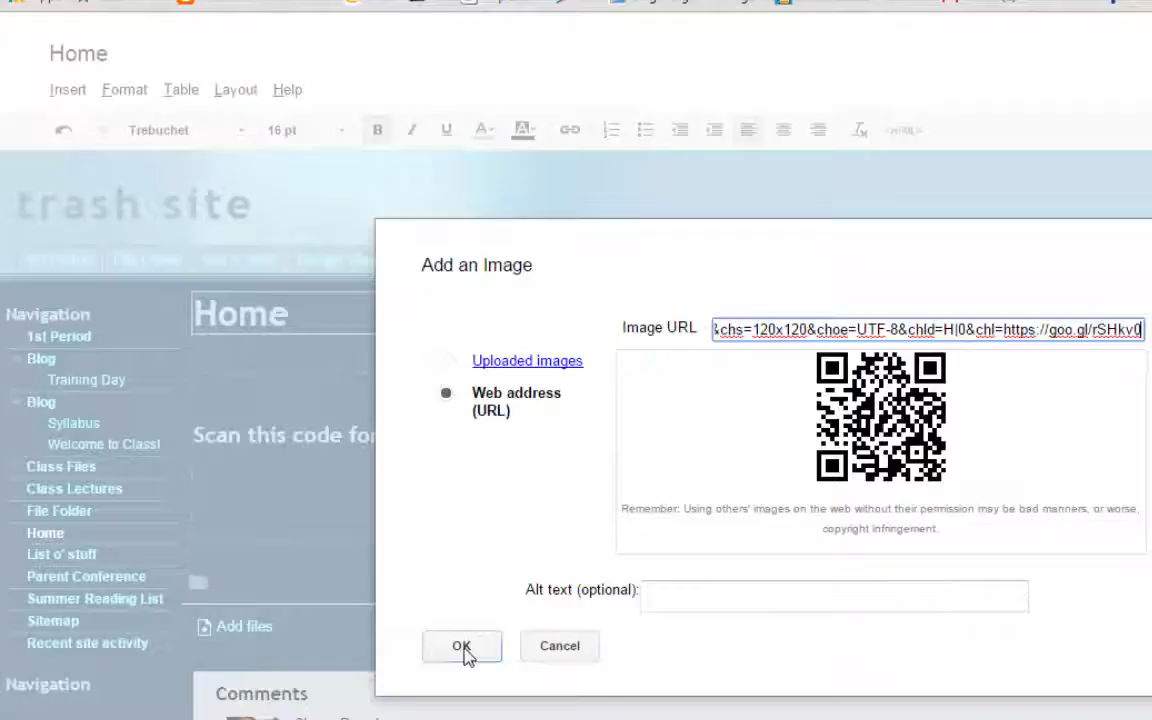 Home
Insert Format Table Layout Help
Trebuchet 16 pt B I U A A <HTML>
trash site
Add an Image
Home
Navigation
1st Period
Blog
Training Day
Blog
Syllabus
Welcome to Class!
Class Files
Class Lectures
File Folder
Home
List o' stuff
Parent Conference
Summer Reading List
Sitemap
Recent site activity
Navigation
Scan this code for
Add files
Comments
Image URL &chs=120x120&choe=UTF-8&chld=H|0&chl=https://goo.gl/rSHkv0
Uploaded images
Web address
(URL)
Remember: Using others' images on the web without their permission may be bad manners, or worse,
copyright infringement.
Alt text (optional):
OK Cancel